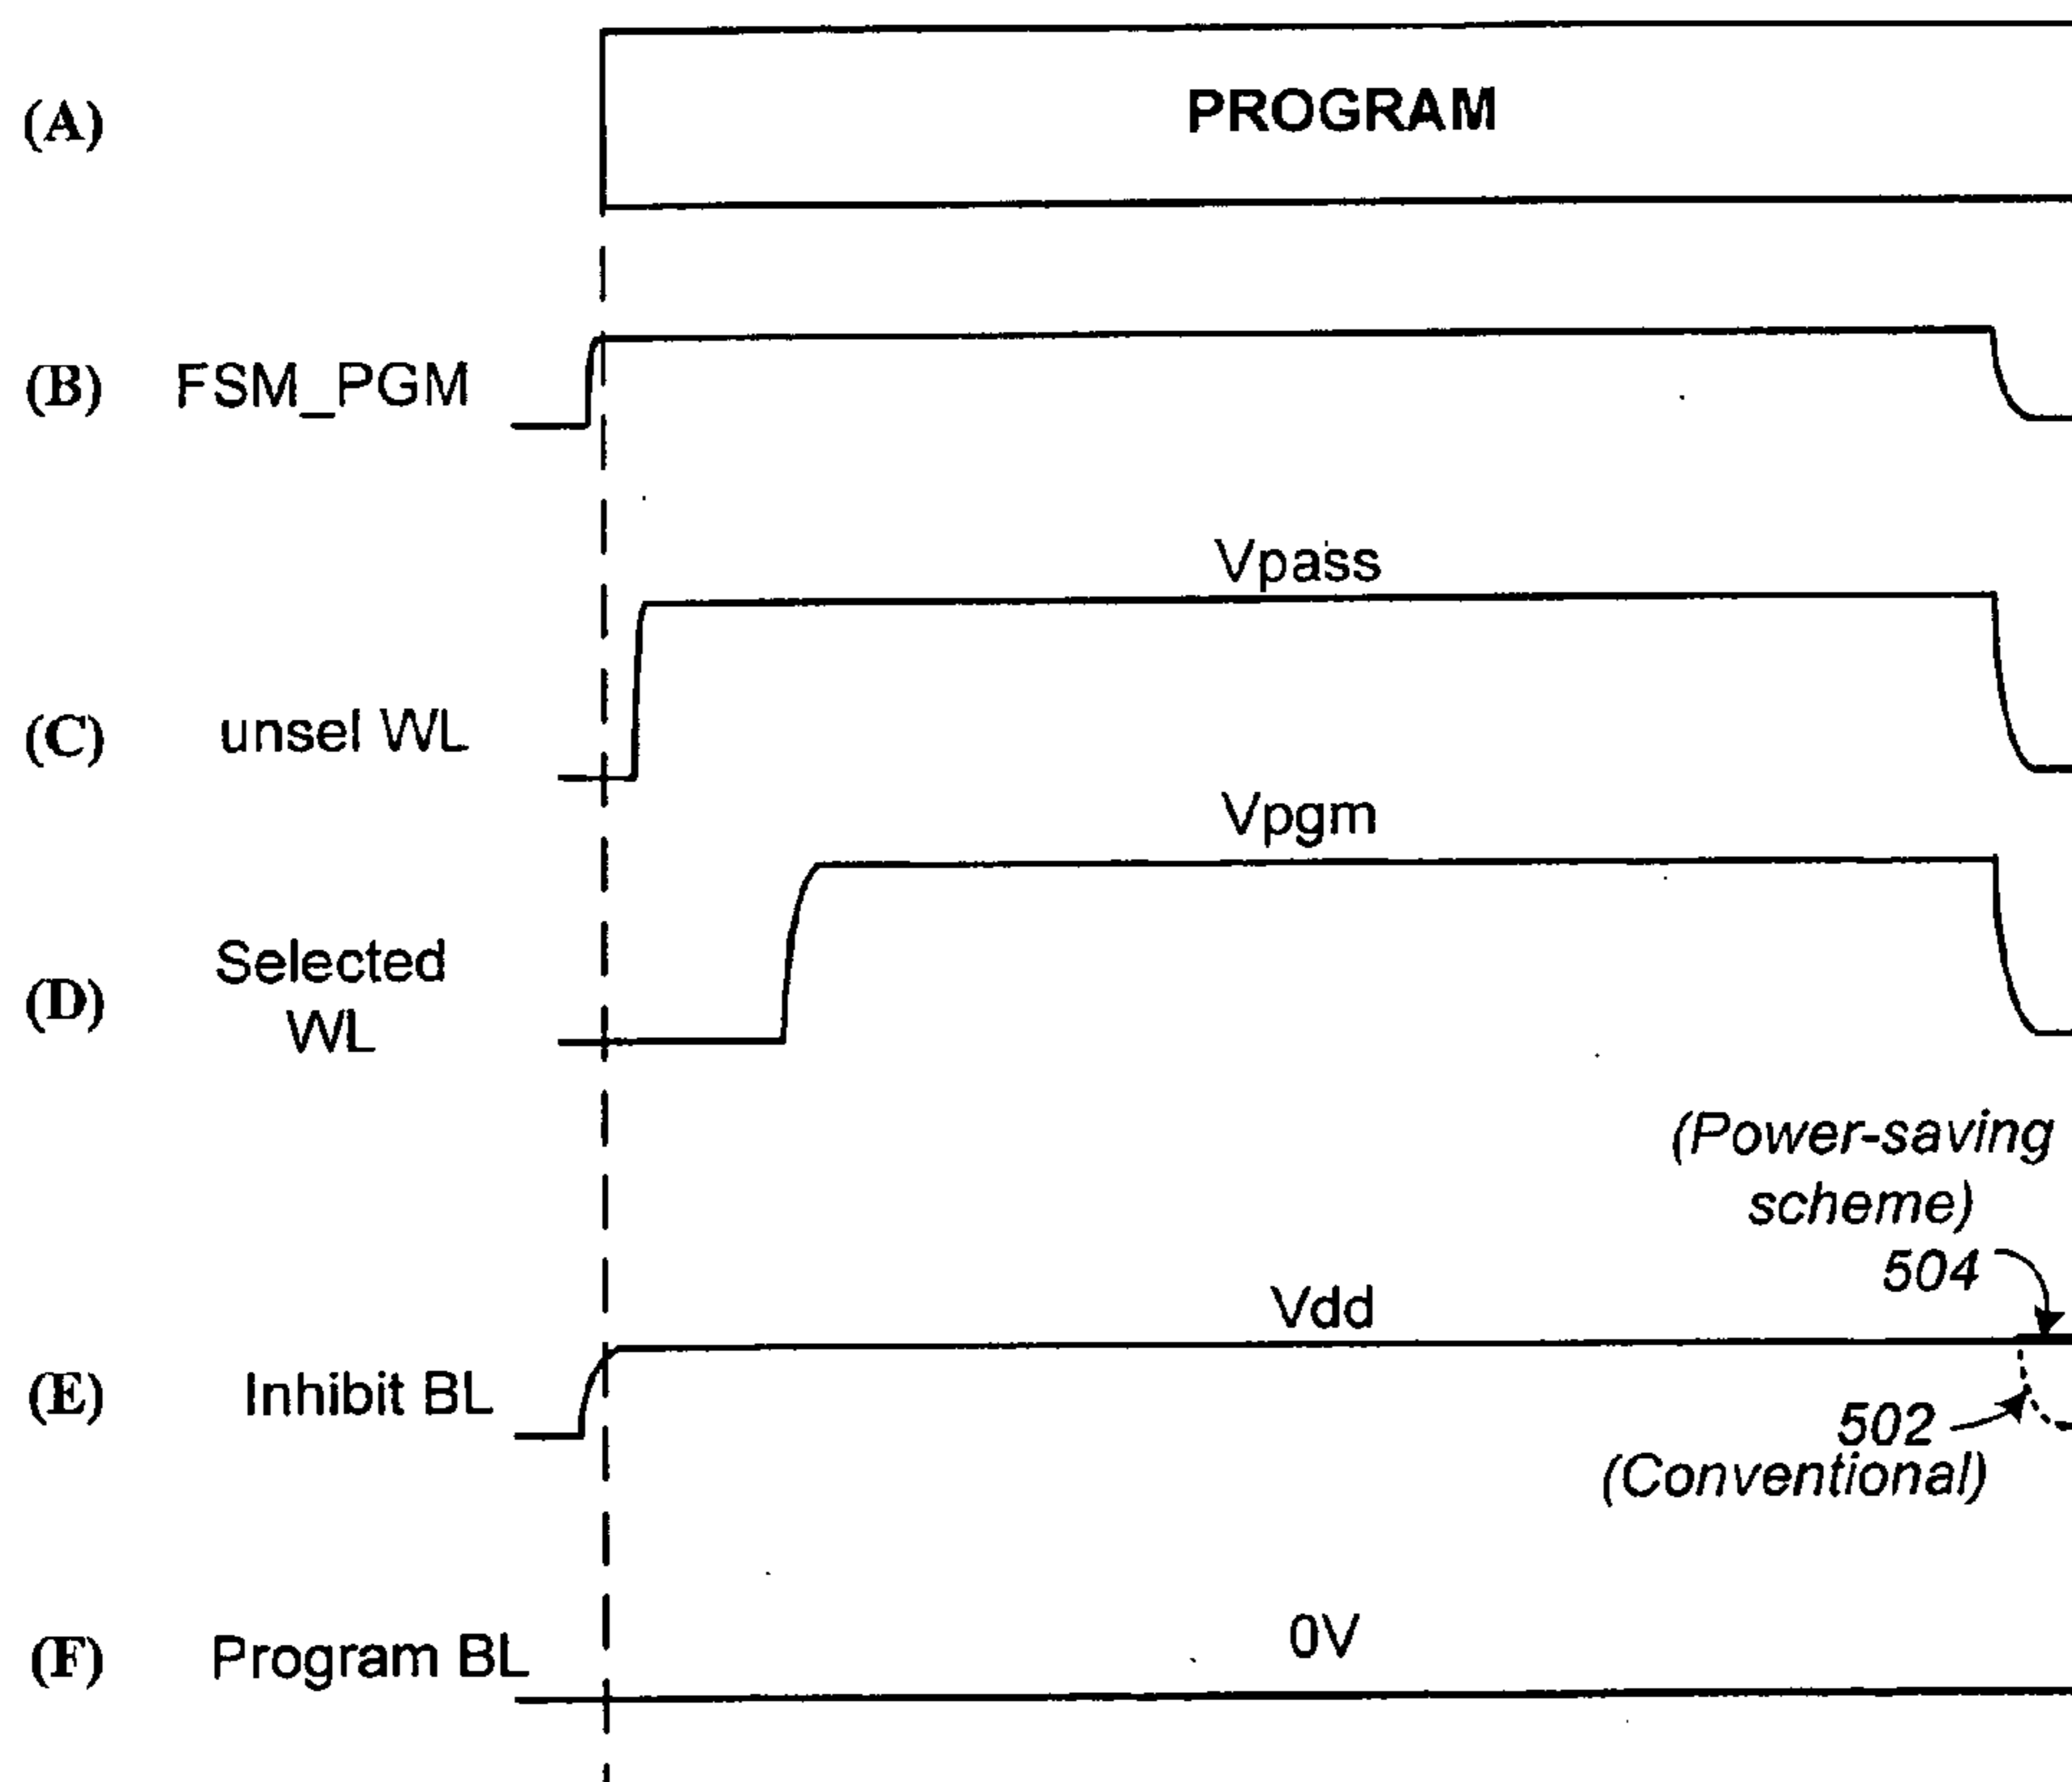 (A)
PROGRAM
(B) FSM_PGM
Vpass
(C) unsel WL
Vpgm
(D) Selected
WL
(Power-saving
scheme)
504
Vdd
(E) Inhibit BL
502
(Conventional)
0V
(F) Program BL